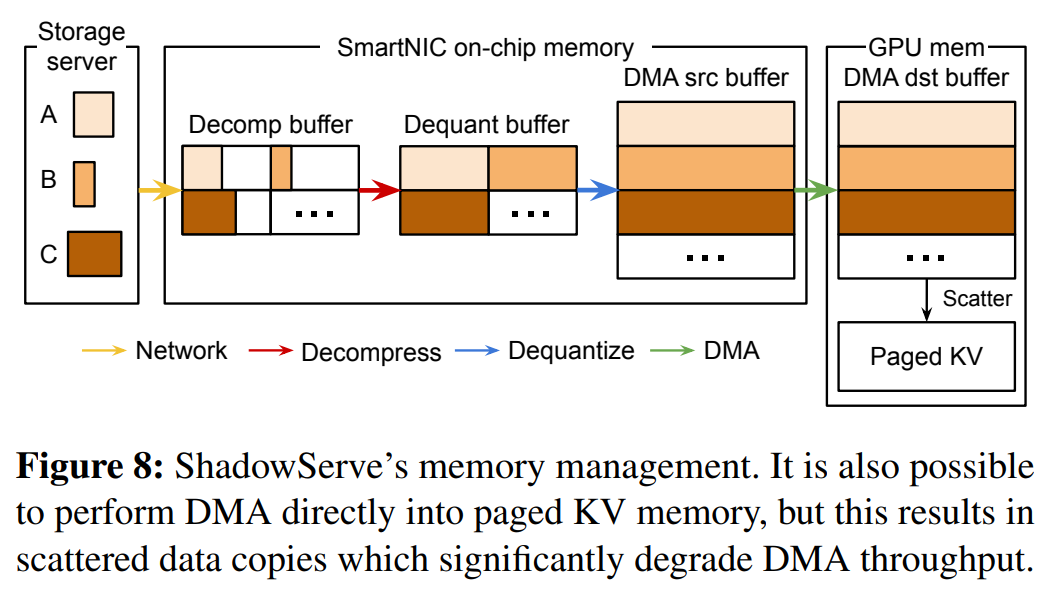 Storage
server
SmartNIC on-chip memory
GPU mem
DMA src buffer
DMA dst buffer
A
Decomp buffer
Dequant buffer
B
...
...
C
...
...
Scatter
Network
Decompress
Dequantize
DMA
Paged KV
Figure 8: ShadowServe's memory management. It is also possible
to perform DMA directly into paged KV memory, but this results in
scattered data copies which significantly degrade DMA throughput.